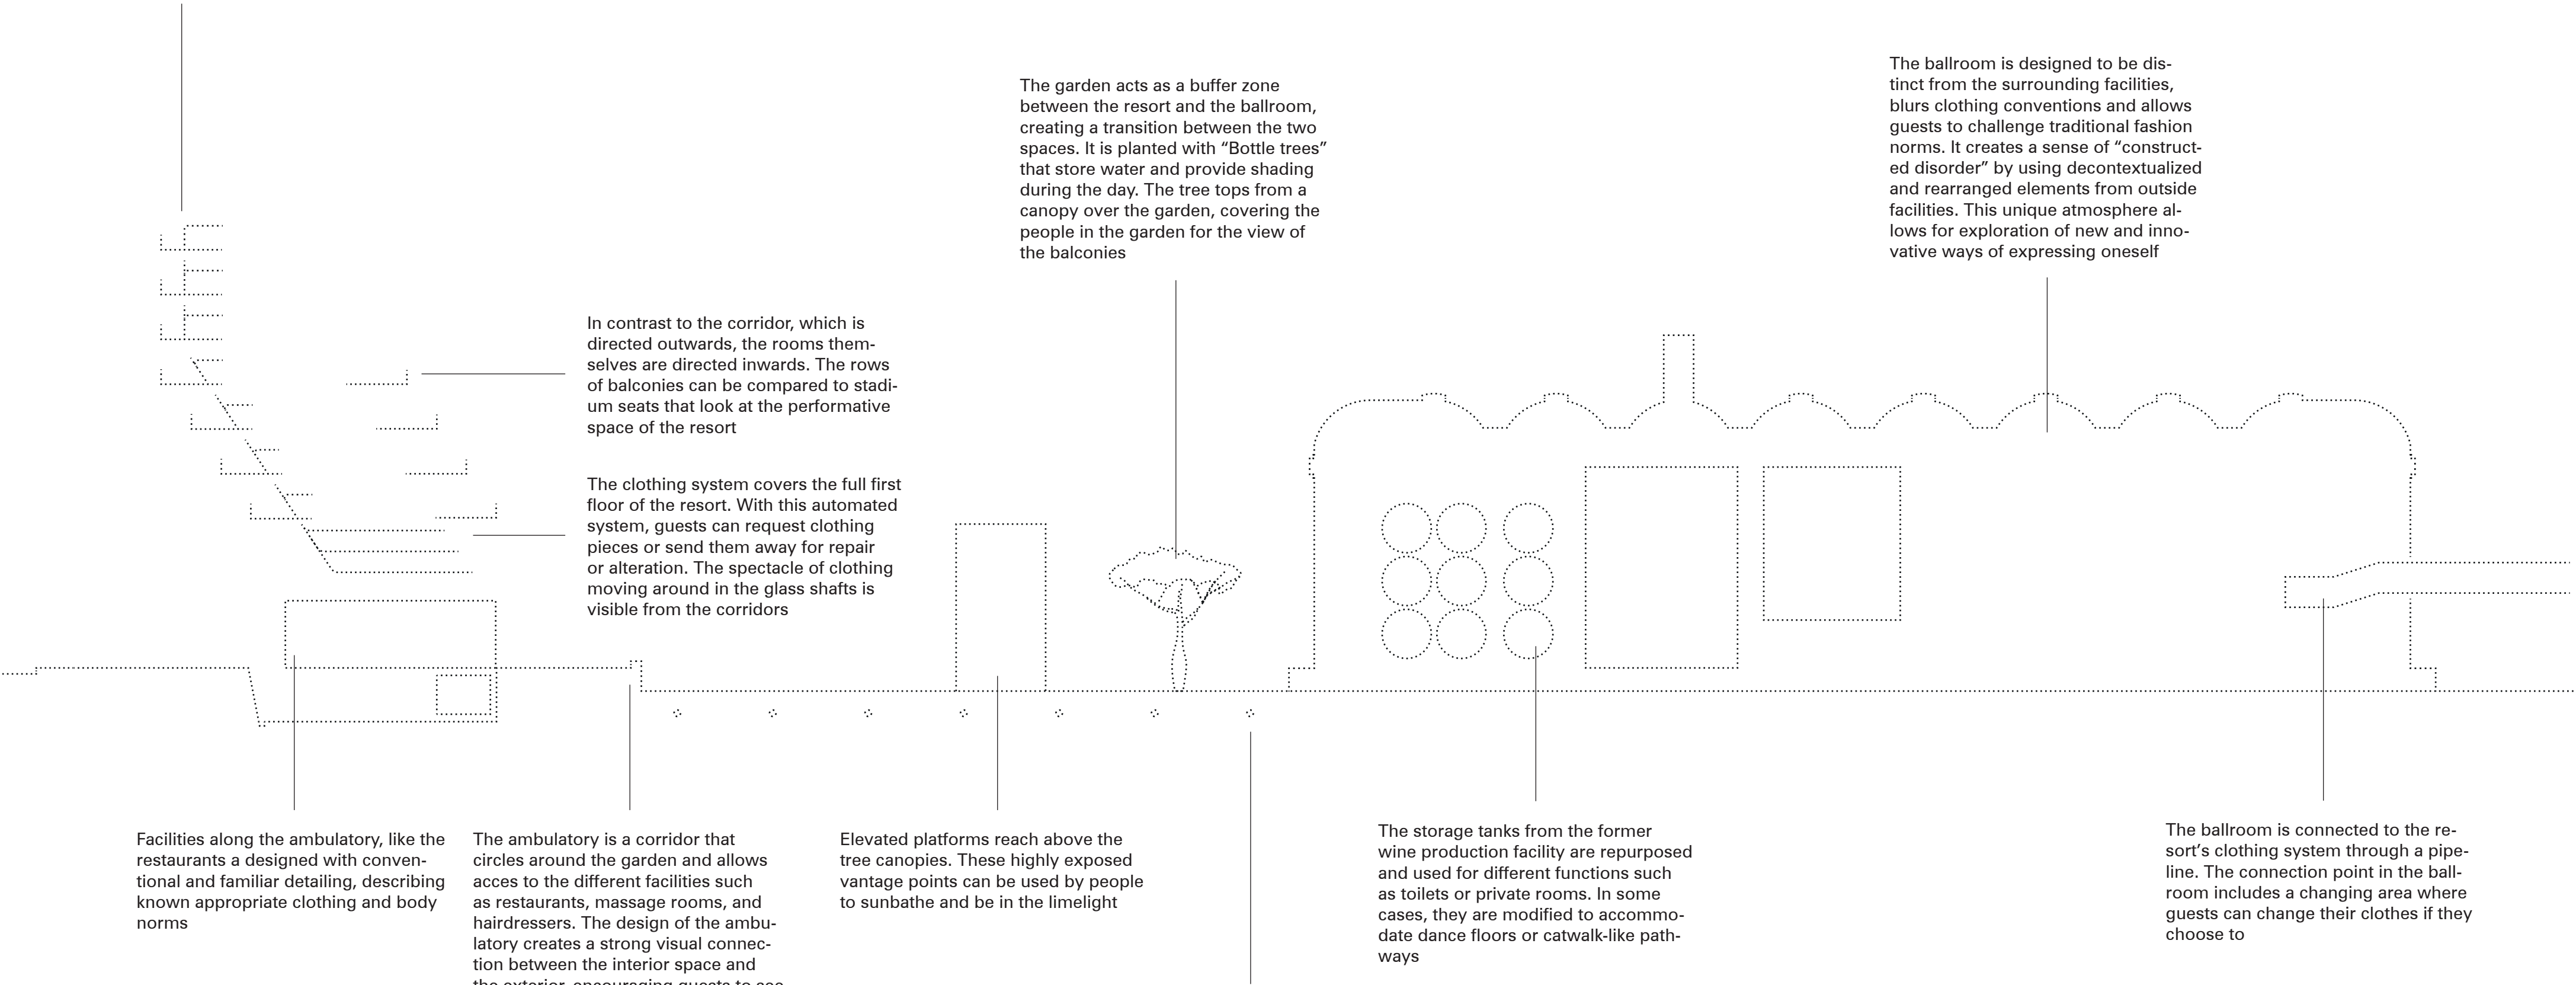 The garden acts as a buffer zone
between the resort and the ballroom,
creating a transition between the two
spaces. It is planted with “Bottle trees”
that store water and provide shading
during the day. The tree tops from a
canopy over the garden, covering the
people in the garden for the view of
the balconies
The ballroom is designed to be dis-
tinct from the surrounding facilities,
blurs clothing conventions and allows
guests to challenge traditional fashion
norms. It creates a sense of “construct-
ed disorder” by using decontextualized
and rearranged elements from outside
facilities. This unique atmosphere al-
lows for exploration of new and inno-
vative ways of expressing oneself
In contrast to the corridor, which is
directed outwards, the rooms them-
selves are directed inwards. The rows
of balconies can be compared to stadi-
um seats that look at the performative
space of the resort
The clothing system covers the full first
floor of the resort. With this automated
system, guests can request clothing
pieces or send them away for repair
or alteration. The spectacle of clothing
moving around in the glass shafts is
visible from the corridors
Facilities along the ambulatory, like the
restaurants a designed with conven-
tional and familiar detailing, describing
known appropriate clothing and body
norms
The ambulatory is a corridor that
circles around the garden and allows
acces to the different facilities such
as restaurants, massage rooms, and
hairdressers. The design of the ambu-
latory creates a strong visual connec-
tion between the interior space and
the exterior, encouraging guests to see
Elevated platforms reach above the
tree canopies. These highly exposed
vantage points can be used by people
to sunbathe and be in the limelight
The storage tanks from the former
wine production facility are repurposed
and used for different functions such
as toilets or private rooms. In some
cases, they are modified to accommo-
date dance floors or catwalk-like path-
ways
The ballroom is connected to the re-
sort’s clothing system through a pipe-
line. The connection point in the ball-
room includes a changing area where
guests can change their clothes if they
choose to